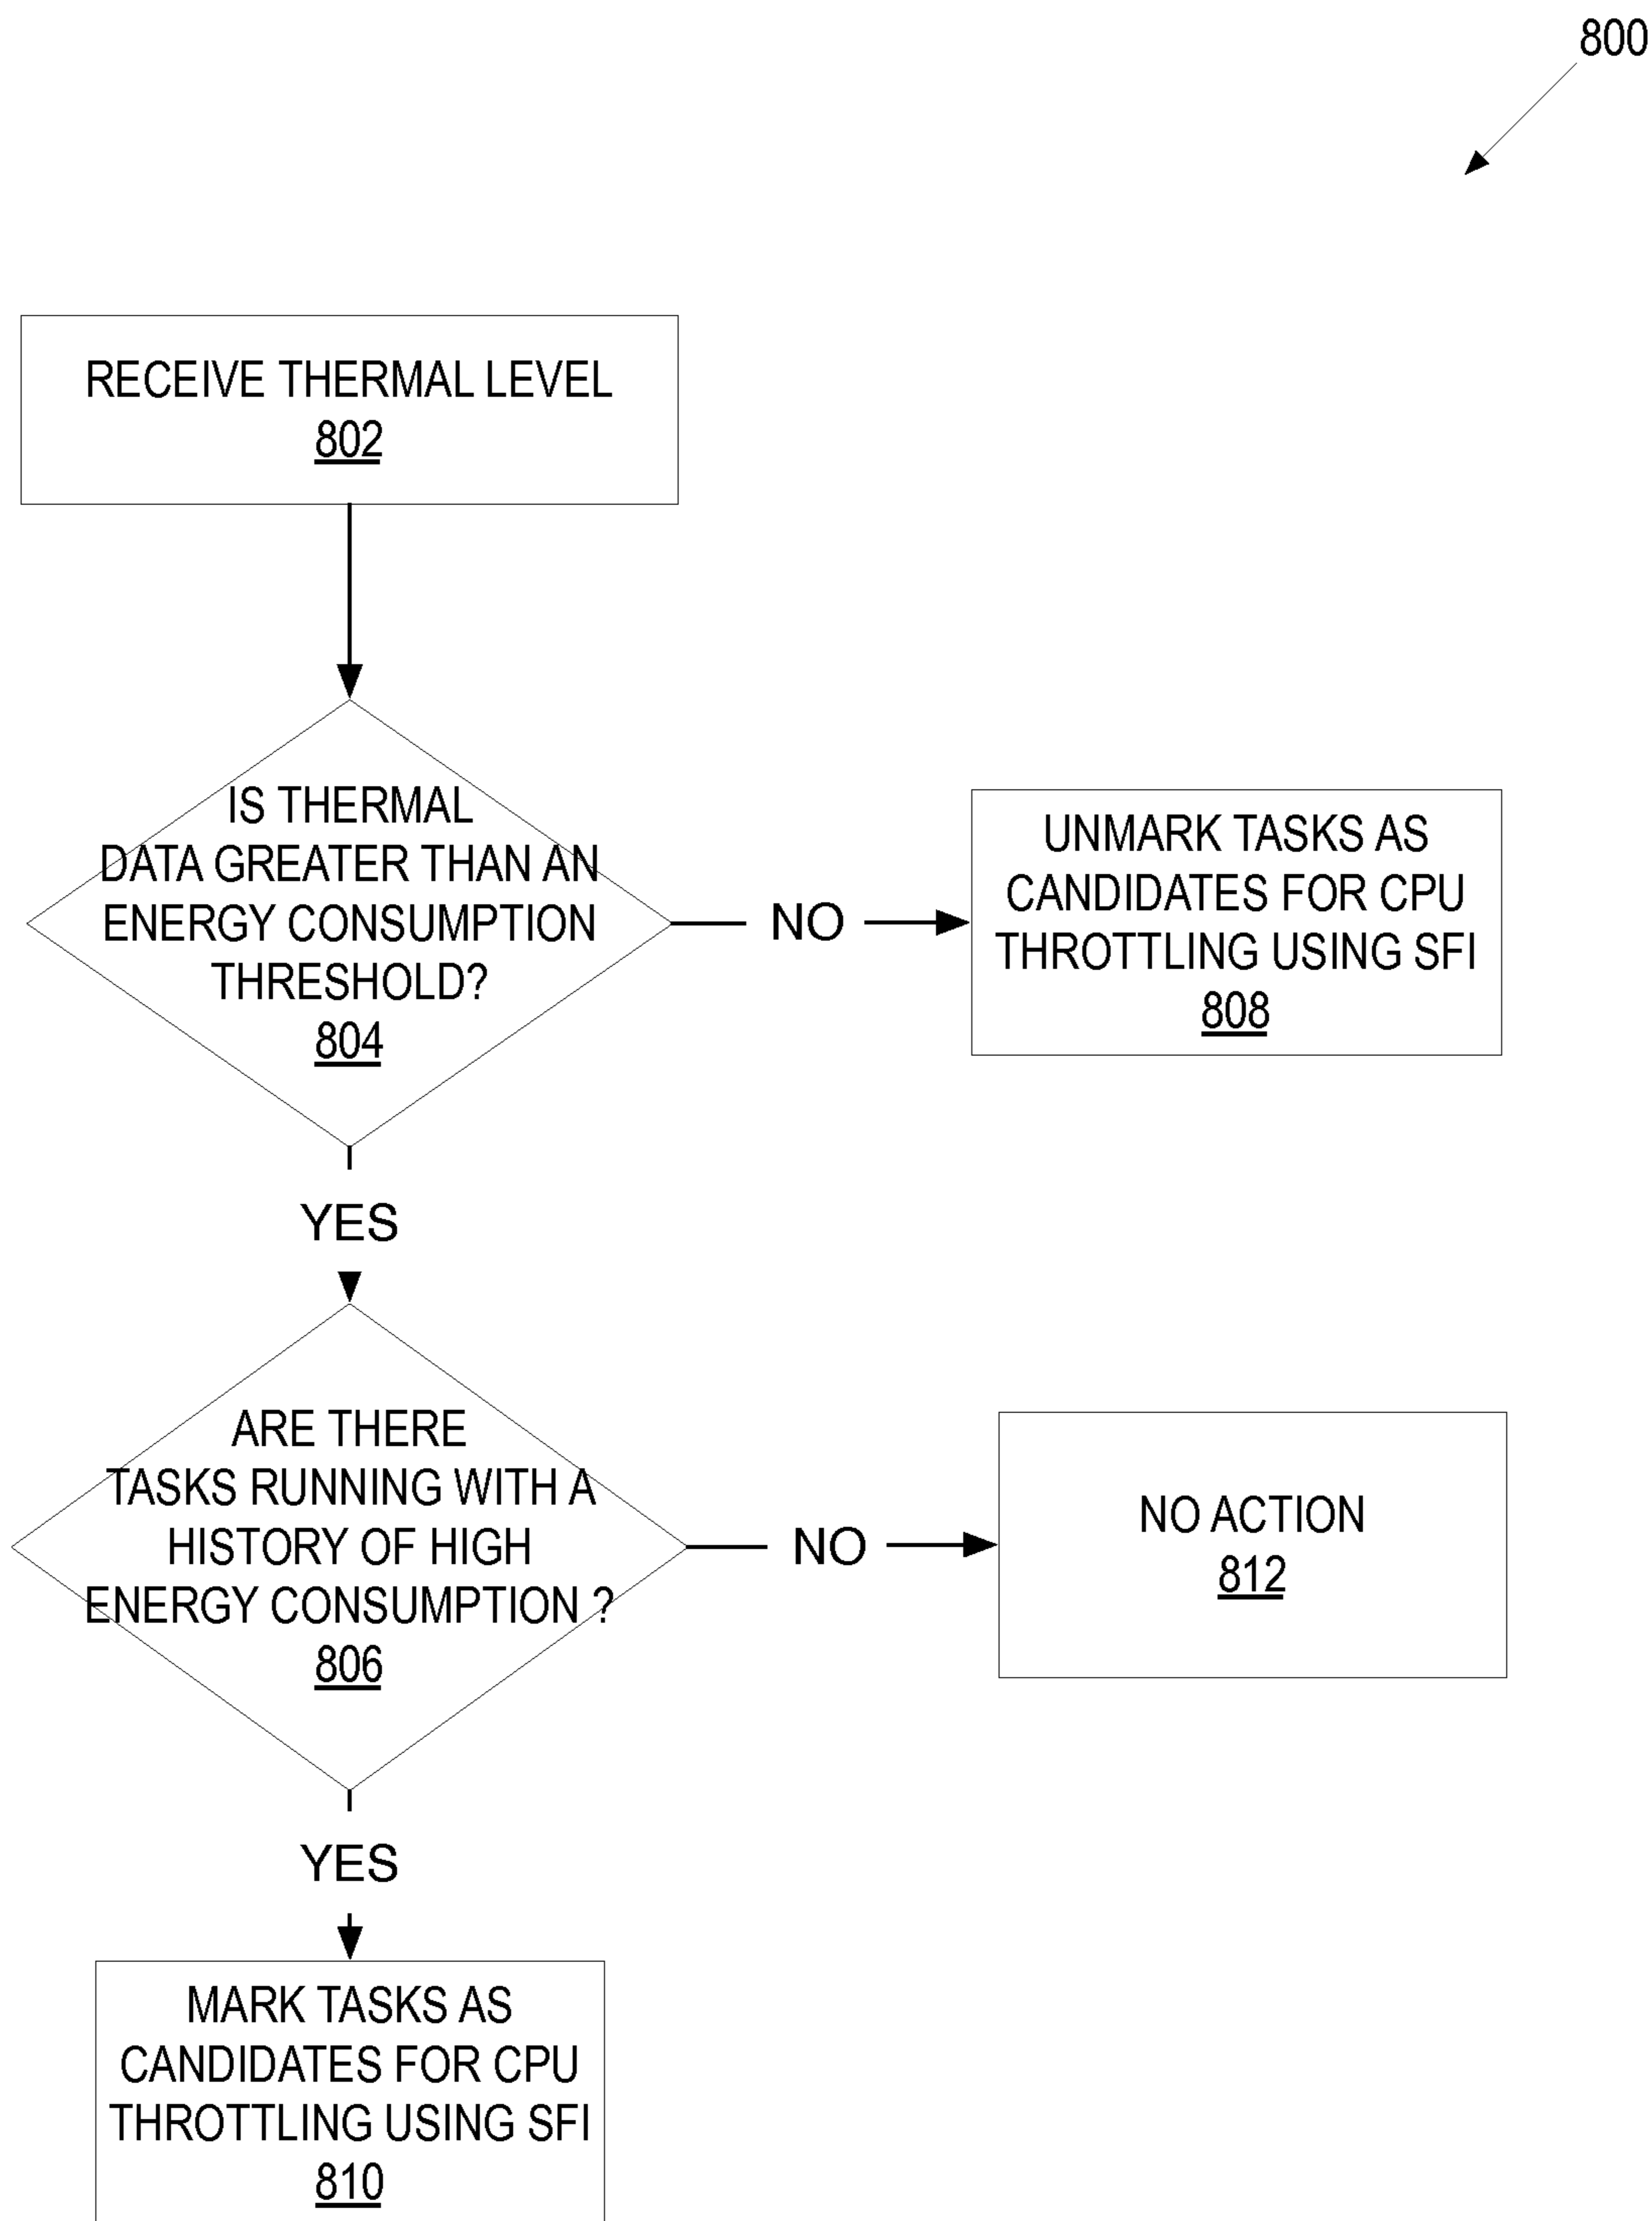 800
RECEIVE THERMAL LEVEL
802
IS THERMAL
DATA GREATER THAN AN
ENERGY CONSUMPTION
THRESHOLD?
804
NO
UNMARK TASKS AS
CANDIDATES FOR CPU
THROTTLING USING SFI
808
YES
ARE THERE
TASKS RUNNING WITH A
HISTORY OF HIGH
ENERGY CONSUMPTION ?
806
NO
NO ACTION
812
YES
MARK TASKS AS
CANDIDATES FOR CPU
THROTTLING USING SFI
810